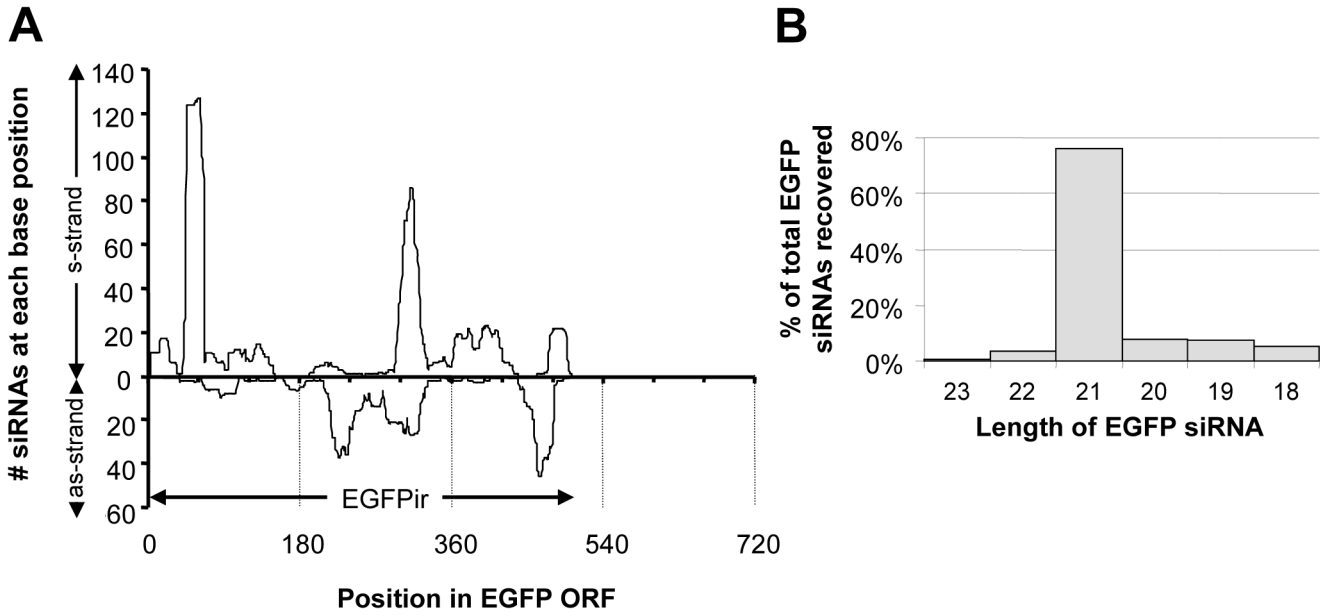 A
# siRNAs at each base position
s-strand
as-strand
140
120
100
80
60
40
20
0
20
40
60
EGFPir
0 180 360 540 720
Position in EGFP ORF
B
% of total EGFP
siRNAs recovered
80%
60%
40%
20%
0%
23 22 21 20 19 18
Length of EGFP siRNA